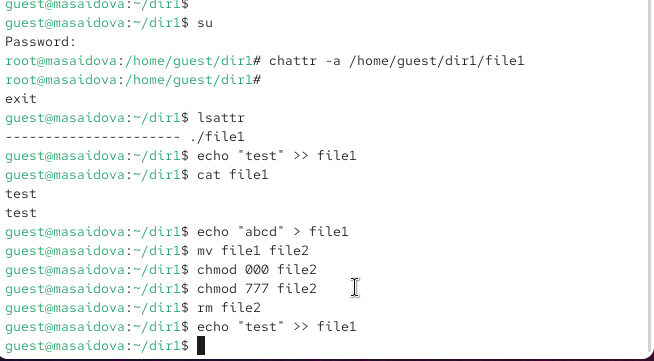 guest@masaidova:~/dir1$
guest@masaidova:~/dir1$ su
Password:
root@masaidova:/home/guest/dir1# chattr -a /home/guest/dir1/file1
root@masaidova:/home/guest/dir1#
exit
guest@masaidova:~/dir1$ lsattr
---------------------- ./file1
guest@masaidova:~/dir1$ echo "test" >> file1
guest@masaidova:~/dir1$ cat file1
test
test
guest@masaidova:~/dir1$ echo "abcd" > file1
guest@masaidova:~/dir1$ mv file1 file2
guest@masaidova:~/dir1$ chmod 000 file2
guest@masaidova:~/dir1$ chmod 777 file2
guest@masaidova:~/dir1$ rm file2
guest@masaidova:~/dir1$ echo "test" >> file1
guest@masaidova:~/dir1$